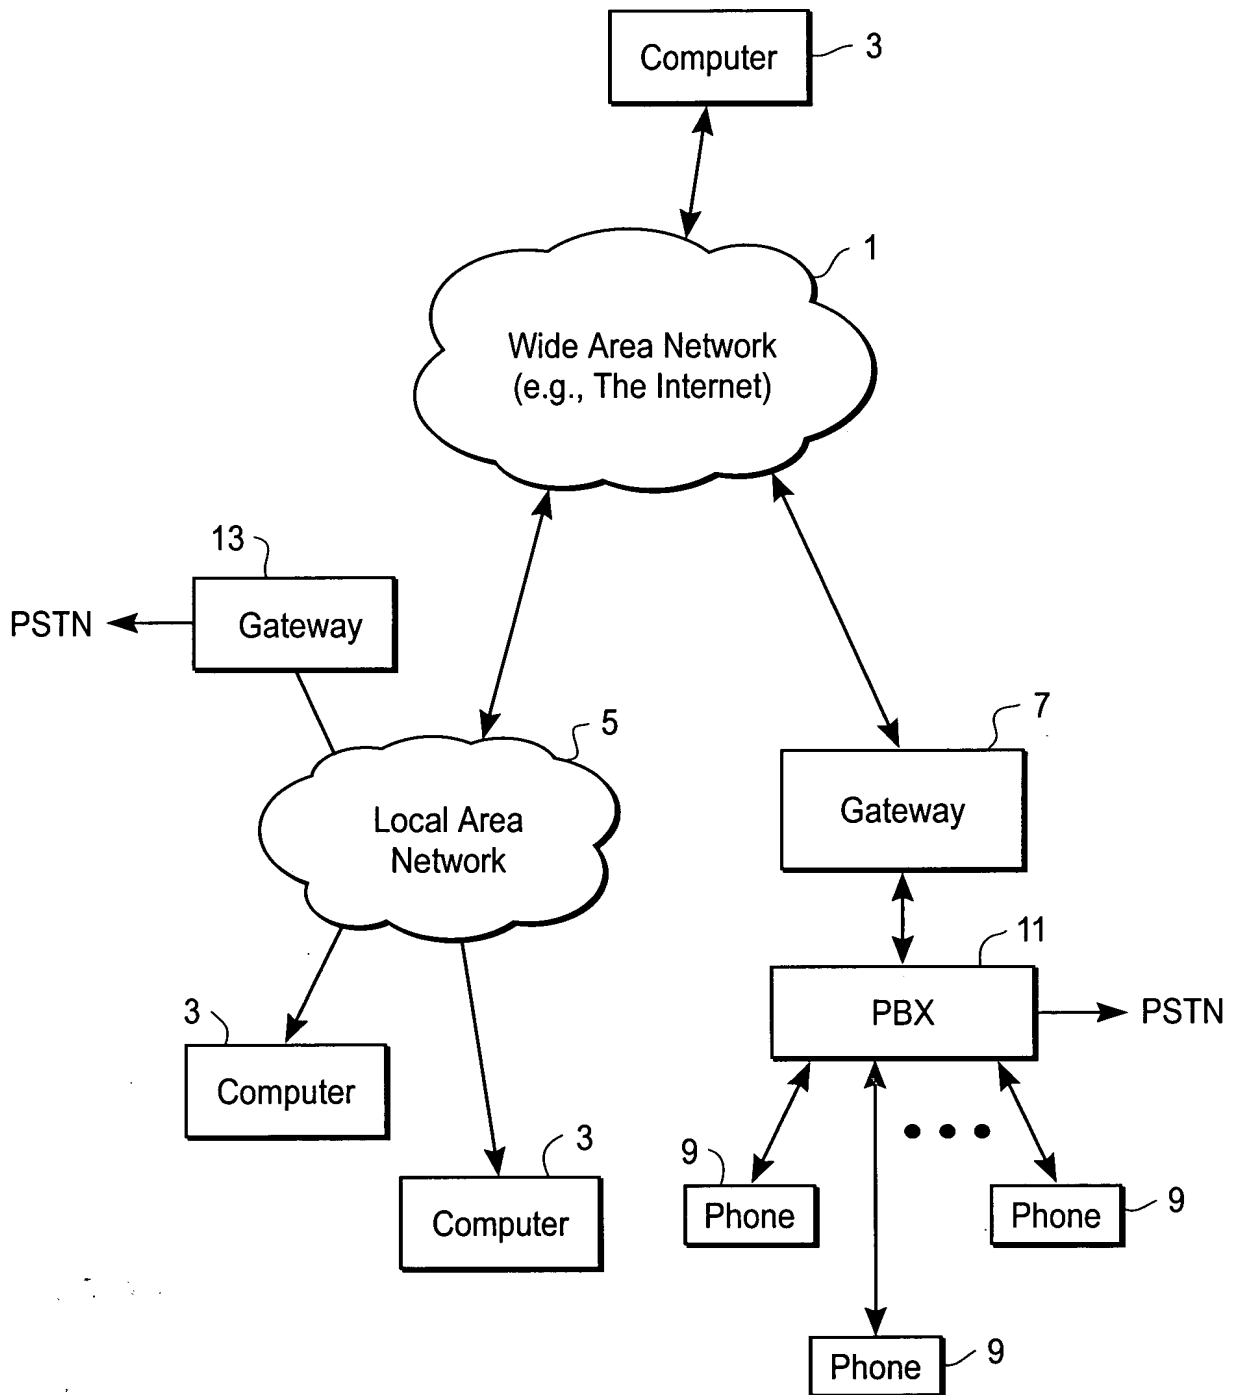 Computer
3
1
Wide Area Network
(e.g., The Internet)
13
PSTN
Gateway
5
Local Area
Network
7
Gateway
11
PBX
PSTN
3
Computer
3
Computer
9
Phone
Phone
9
Phone
9